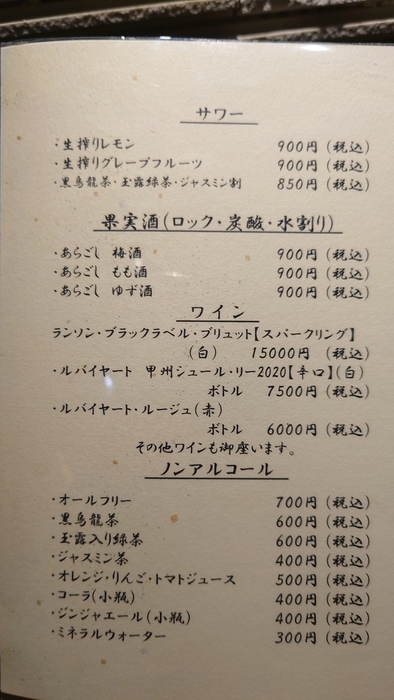 サワー
・生搾りレモン 900円(税込)
・生搾りグレープフルーツ 900円(税込)
・黒烏龍茶・玉露緑茶・ジャスミン割 850円(税込)
果実酒(ロック・炭酸・水割り)
・あらごし 梅酒 900円(税込)
・あらごし もも酒 900円(税込)
・あらごし ゆず酒 900円(税込)
ワイン
ランソン・ブラックラベル・ブリュット【スパークリング】
(白) 15000円 (税込)
・ルバイヤート 甲州シュール・リー2020【辛口】(白)
ボトル 7500円(税込)
・ルバイヤート・ルージュ(赤)
ボトル 6000円(税込)
その他ワインも御座います。
ノンアルコール
・オールフリー 700円(税込)
・黒烏龍茶 600円(税込)
・玉露入り緑茶 600円(税込)
・ジャスミン茶 400円(税込)
・オレンジ・りんご・トマトジュース 500円(税込)
・コーラ(小瓶) 400円(税込)
・ジンジャエール(小瓶) 400円(税込)
・ミネラルウォーター 300円(税込)